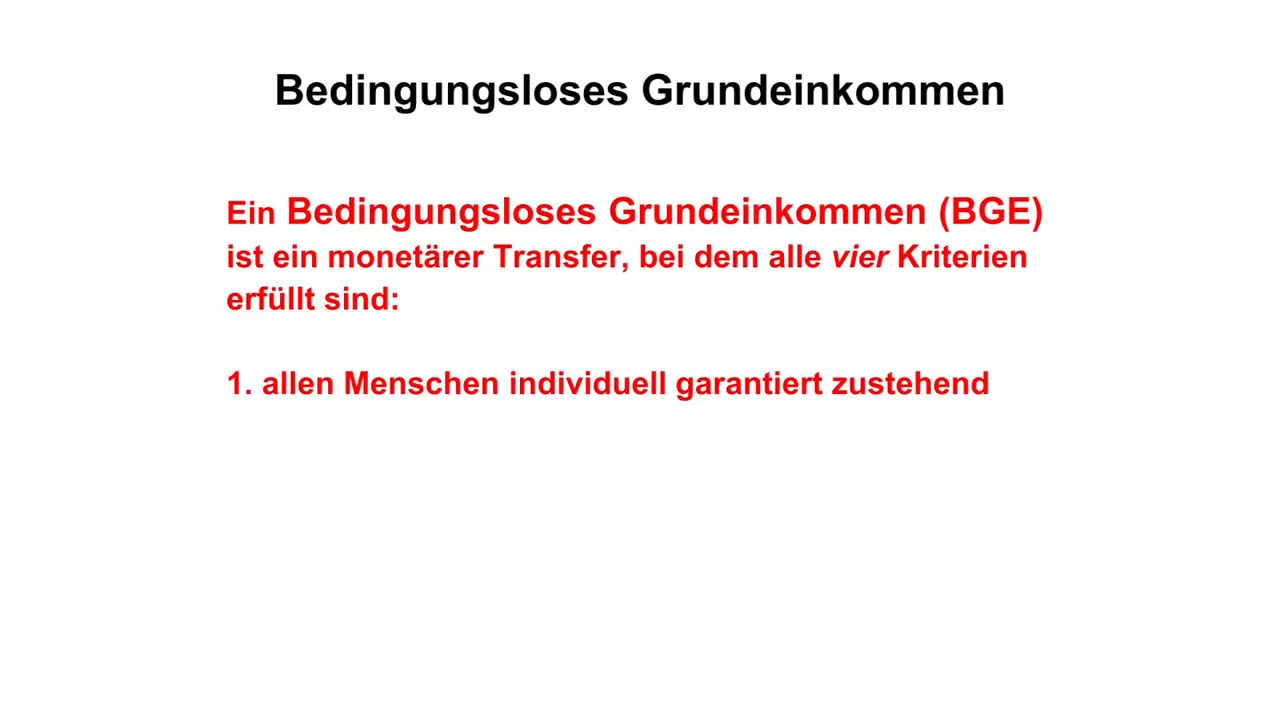 Bedingungsloses Grundeinkommen
Ein Bedingungsloses Grundeinkommen (BGE)
ist ein monetärer Transfer, bei dem alle vier Kriterien
erfüllt sind:
1. allen Menschen individuell garantiert zustehend